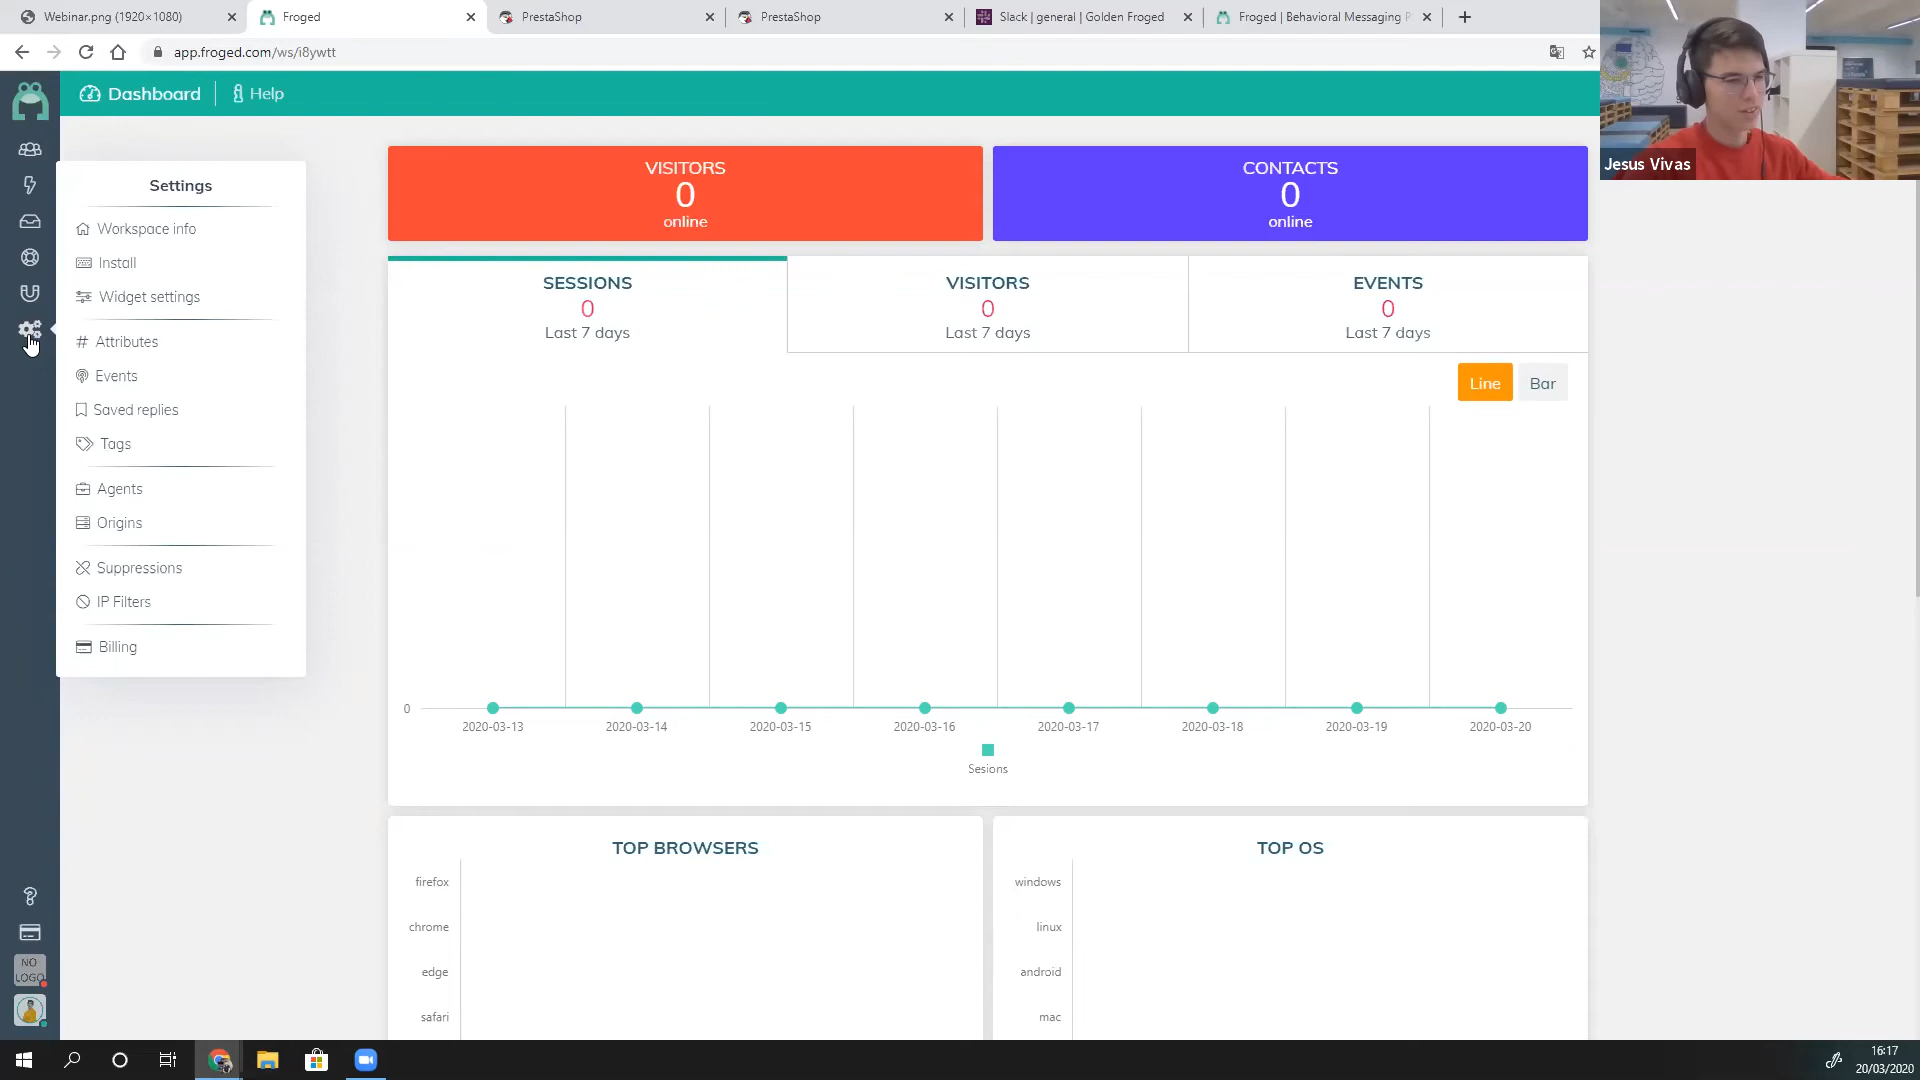 Webinar.png (1920×1080)
Froged
PrestaShop
PrestaShop
Slack | general | Golden Froged
Froged | Behavioral Messaging P
app.froged.com/ws/i8ywtt
Dashboard
Help
Jesus Vivas
Settings
Workspace info
Install
Widget settings
Attributes
Events
Saved replies
Tags
Agents
Origins
Suppressions
IP Filters
Billing
NO
LOGO
VISITORS
0
online
CONTACTS
0
online
SESSIONS
0
Last 7 days
VISITORS
0
Last 7 days
EVENTS
0
Last 7 days
Line
Bar
0
2020-03-13
2020-03-14
2020-03-15
2020-03-16
2020-03-17
2020-03-18
2020-03-19
2020-03-20
Sesions
TOP BROWSERS
firefox
chrome
edge
safari
TOP OS
windows
linux
android
mac
16:17
20/03/2020